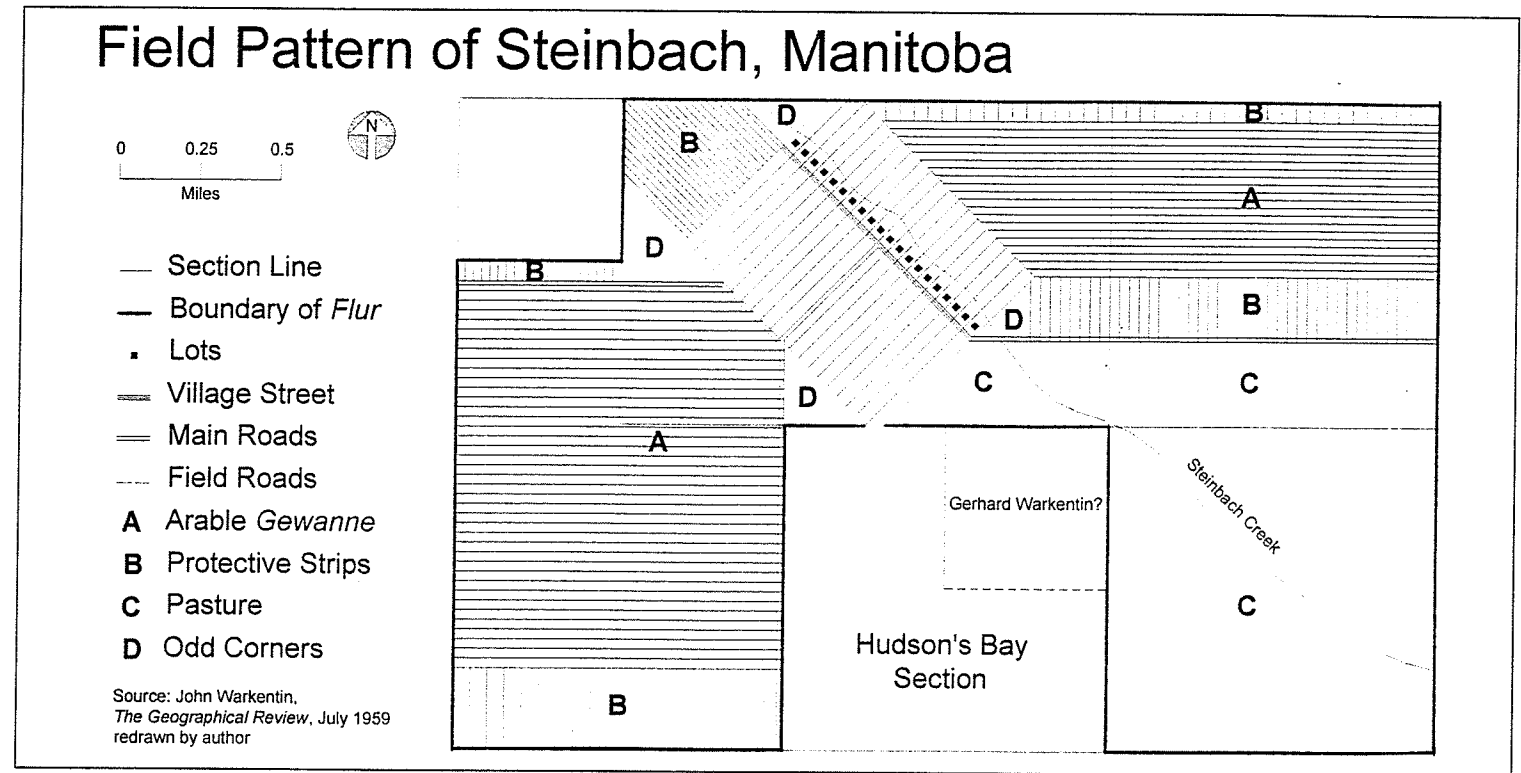 Field Pattern of Steinbach, Manitoba
N
0 0.25 0.5
Miles
Section Line
Boundary of Flur
Lots
Village Street
Main Roads
Field Roads
A Arable Gewanne
B Protective Strips
C Pasture
D Odd Corners
Source: John Warkentin,
The Geographical Review, July 1959
redrawn by author
D
B
B
A
D
B
B
D
C
C
D
A
Gerhard Warkentin?
Steinbach Creek
C
Hudson's Bay
Section
B